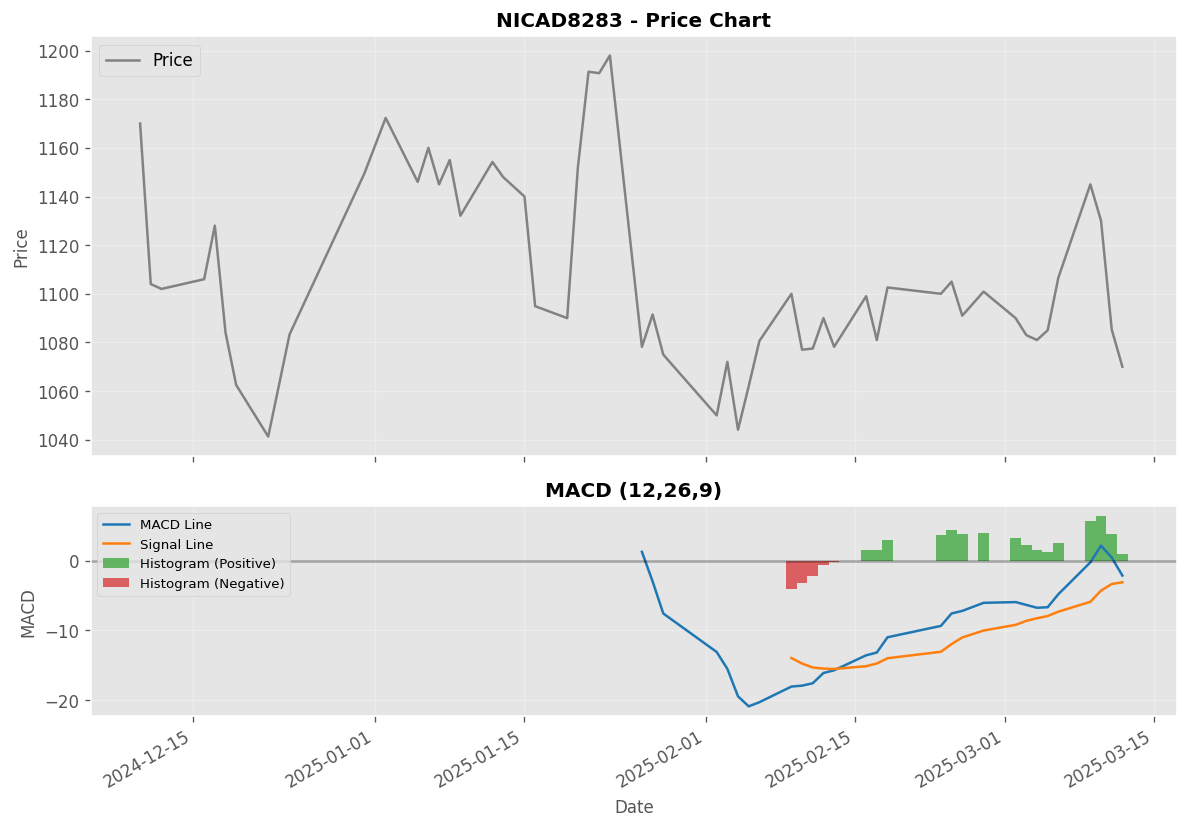 NICAD8283 - Price Chart
Price
1200
1180
1160
1140
1120
1100
1080
1060
1040
Price
MACD (12,26,9)
MACD Line
Signal Line
Histogram (Positive)
Histogram (Negative)
0
−10
−20
MACD
2024-12-15
2025-01-01
2025-01-15
2025-02-01
2025-02-15
2025-03-01
2025-03-15
Date